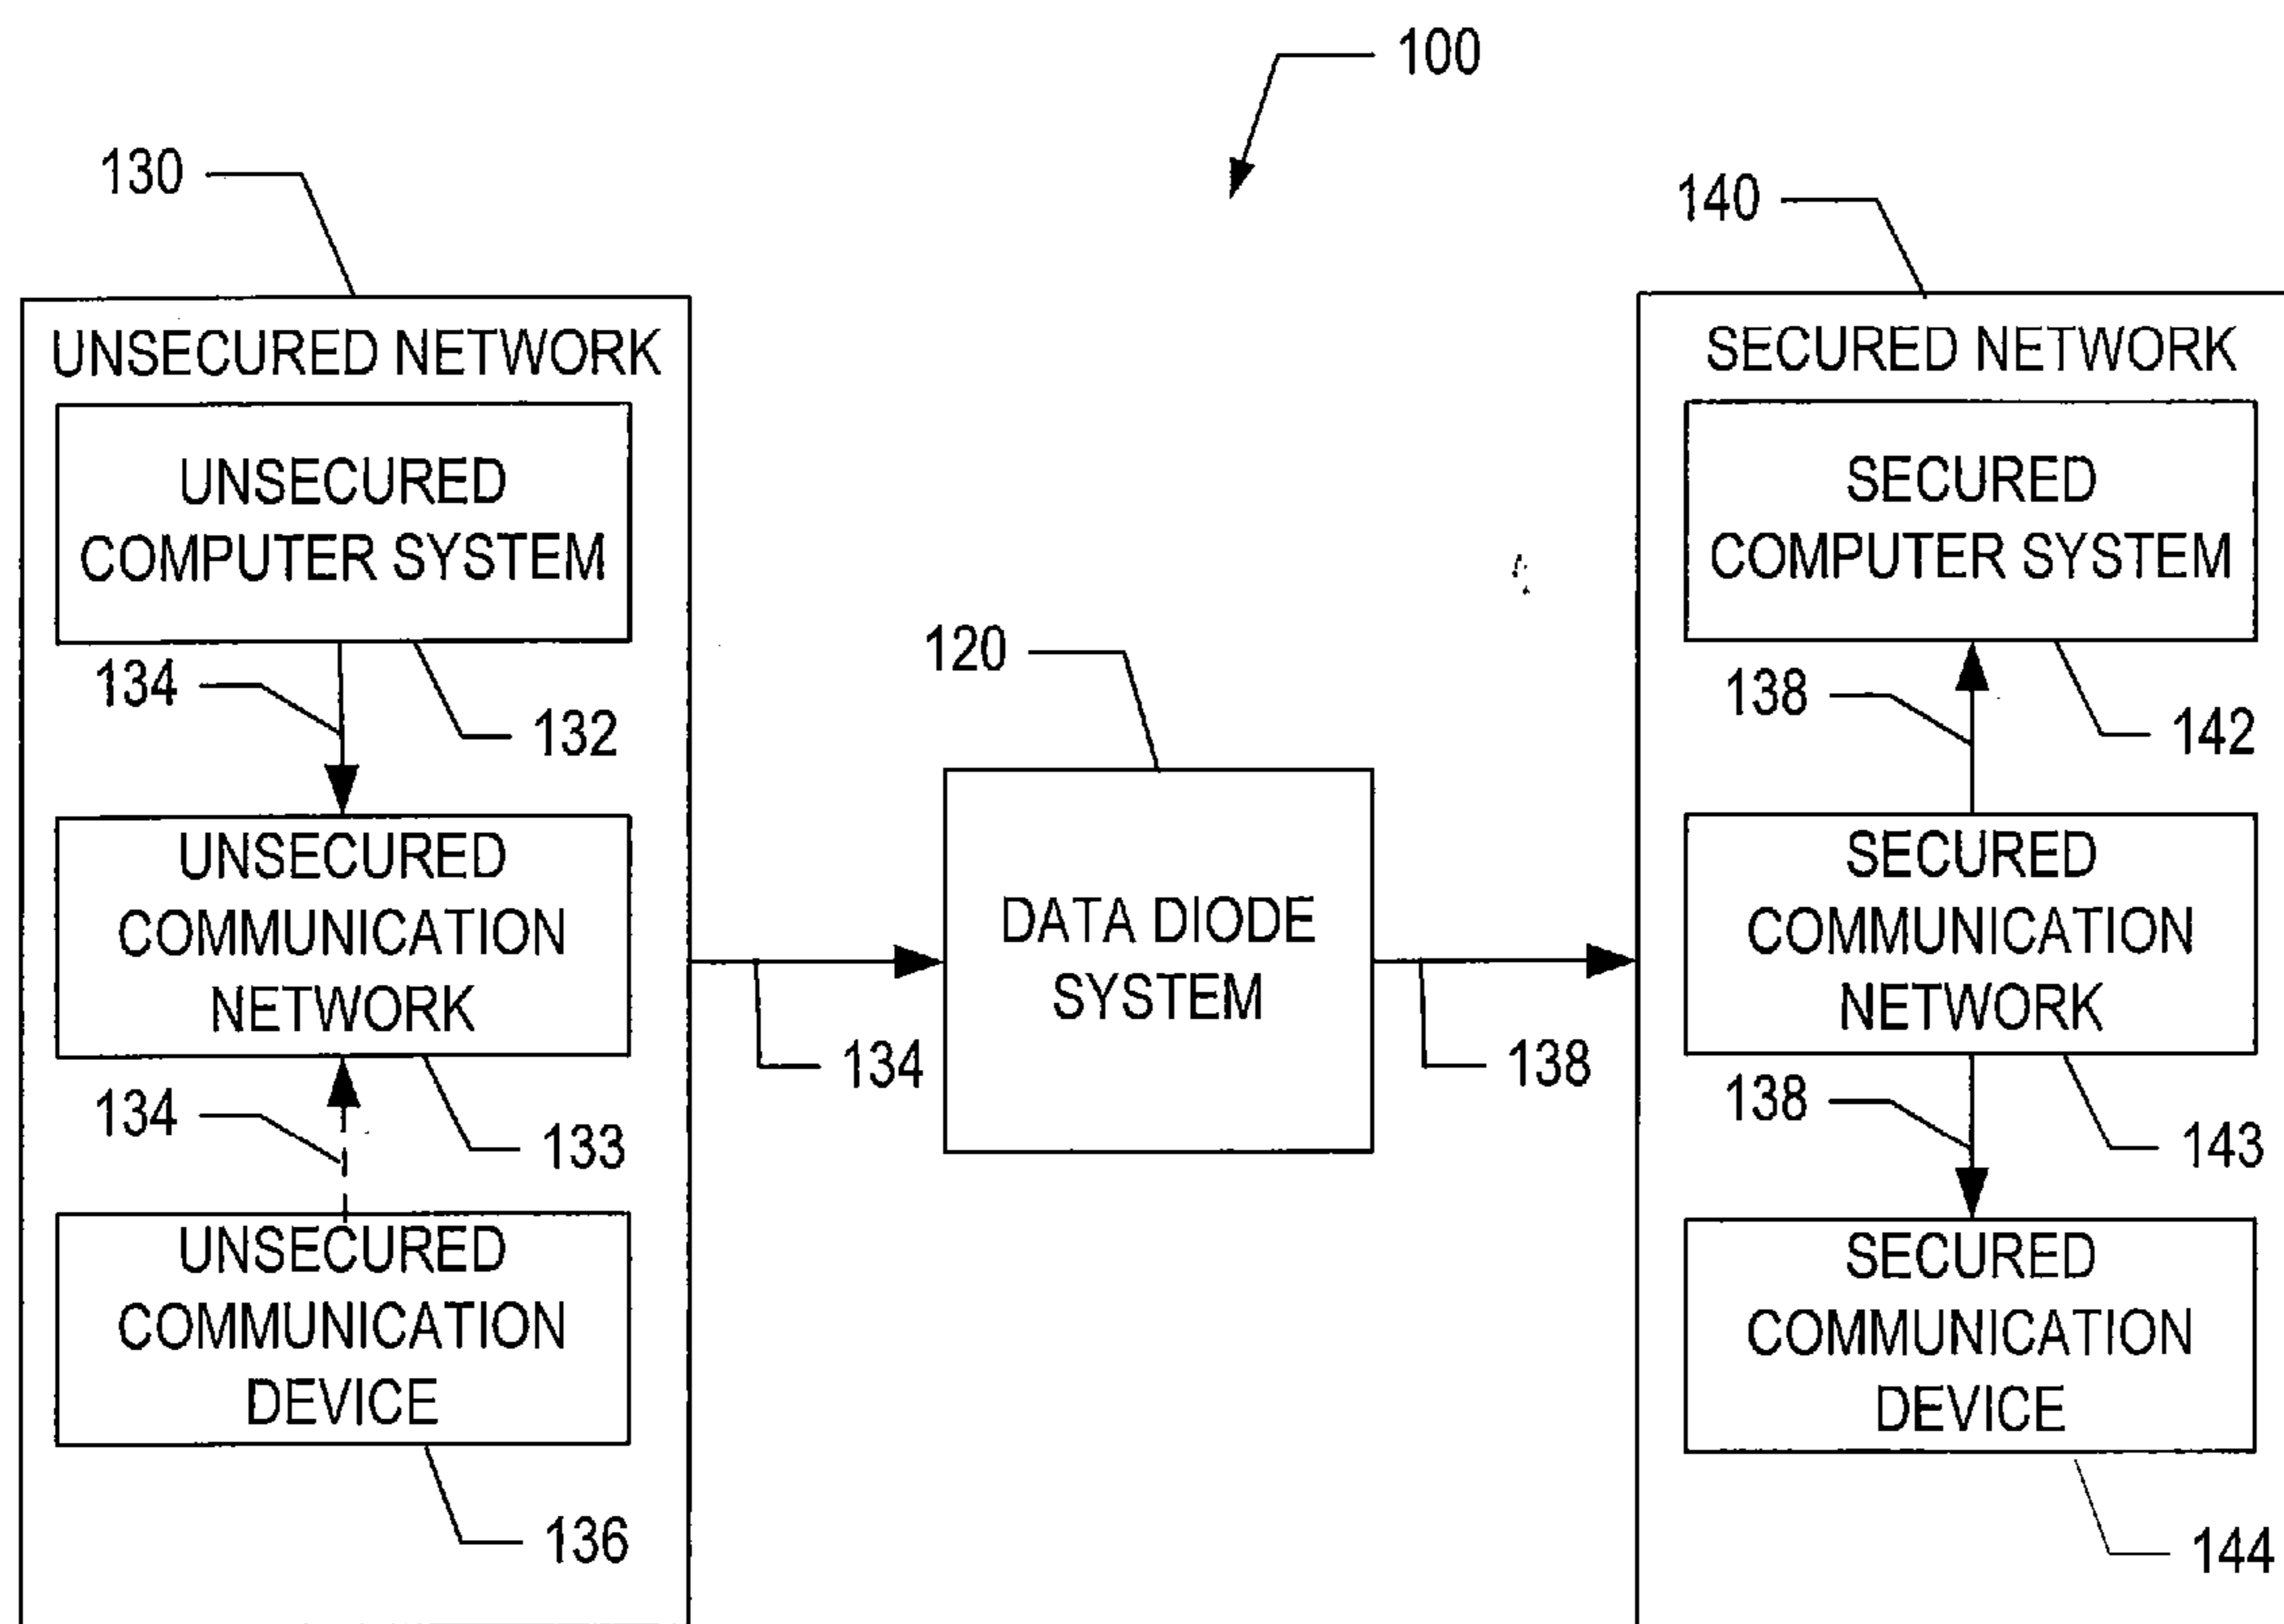 100
130
140
UNSECURED NETWORK
UNSECURED
COMPUTER SYSTEM
134
132
UNSECURED
COMMUNICATION
NETWORK
134
133
UNSECURED
COMMUNICATION
DEVICE
136
120
DATA DIODE
SYSTEM
134
138
SECURED NETWORK
SECURED
COMPUTER SYSTEM
138
142
SECURED
COMMUNICATION
NETWORK
138
143
SECURED
COMMUNICATION
DEVICE
144